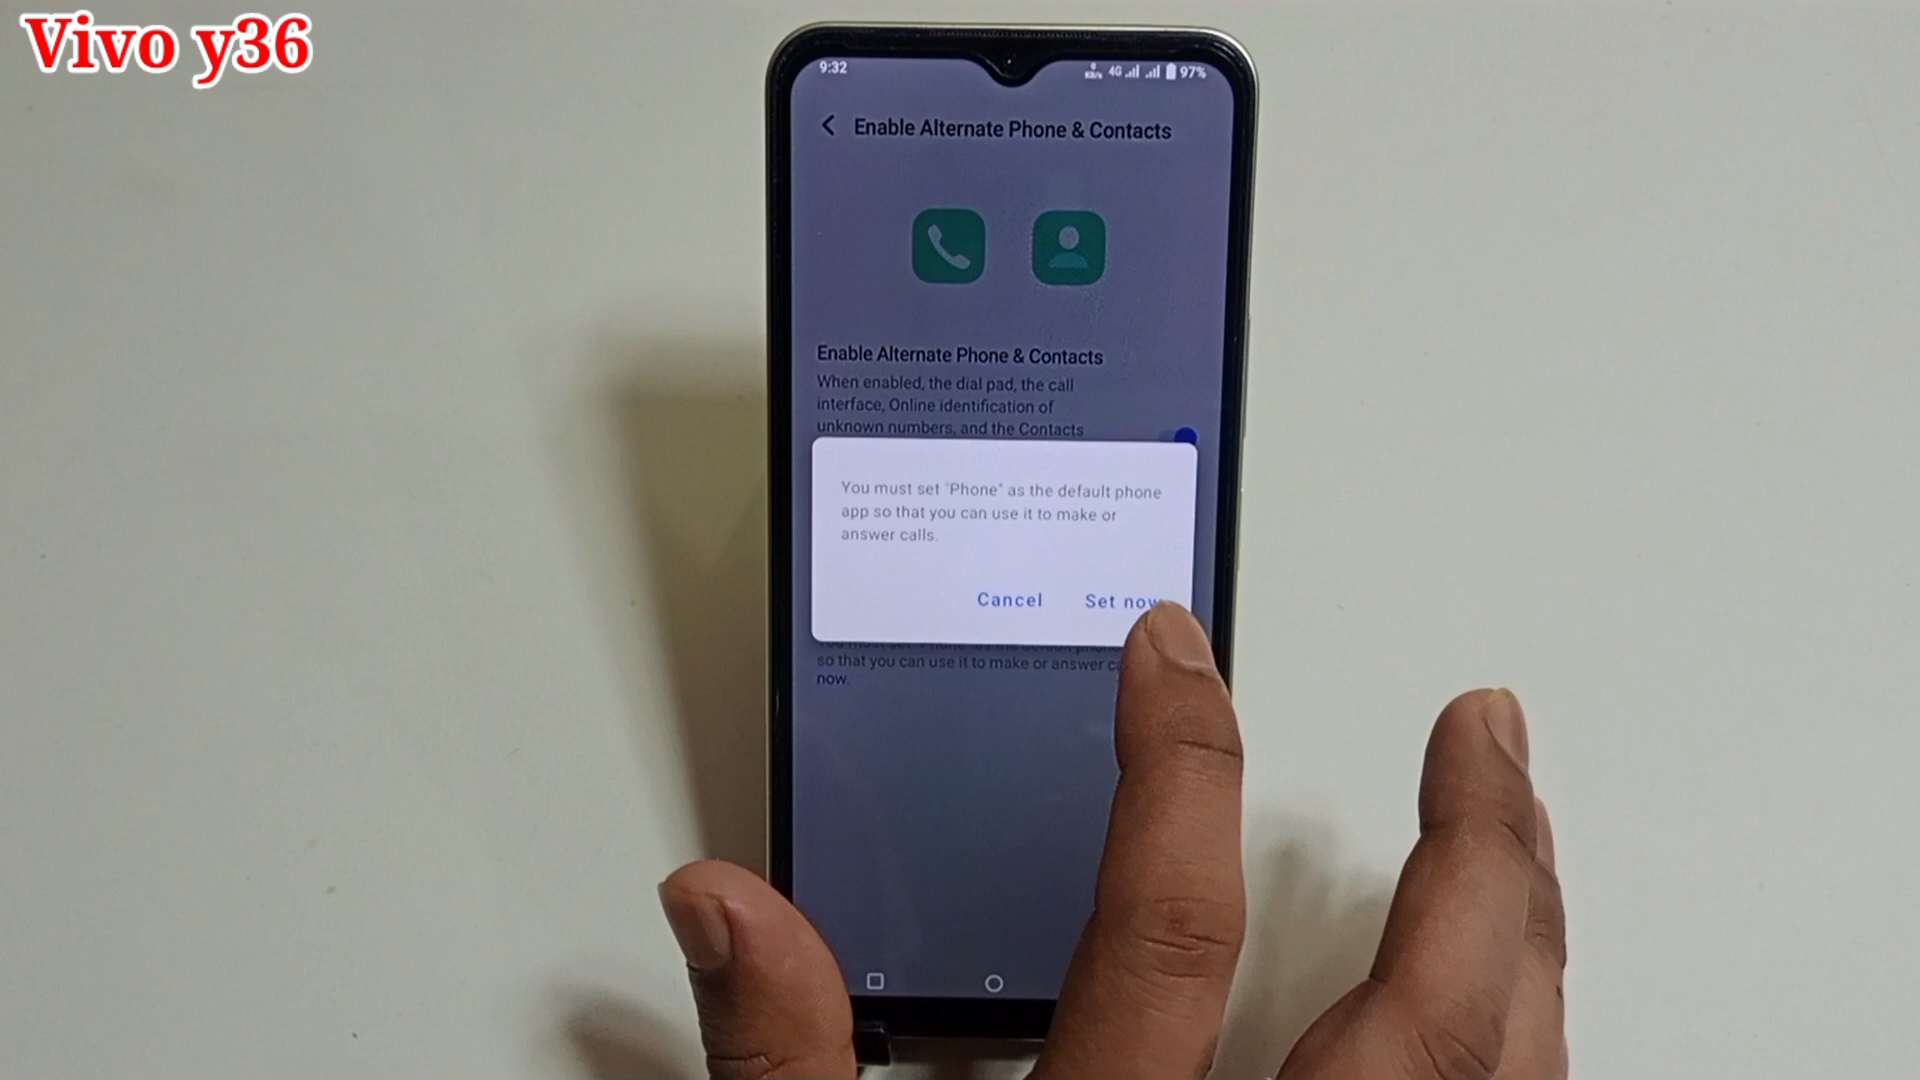 Vivo y36
9:32
4G
97%
Enable Alternate Phone & Contacts
Enable Alternate Phone & Contacts
When enabled, the dial pad, the call
interface, Online identification of
unknown numbers, and the Contacts
You must set "Phone" as the default phone
app so that you can use it to make or
answer calls.
Cancel
Set now
so that you can use it to make or answer
now.